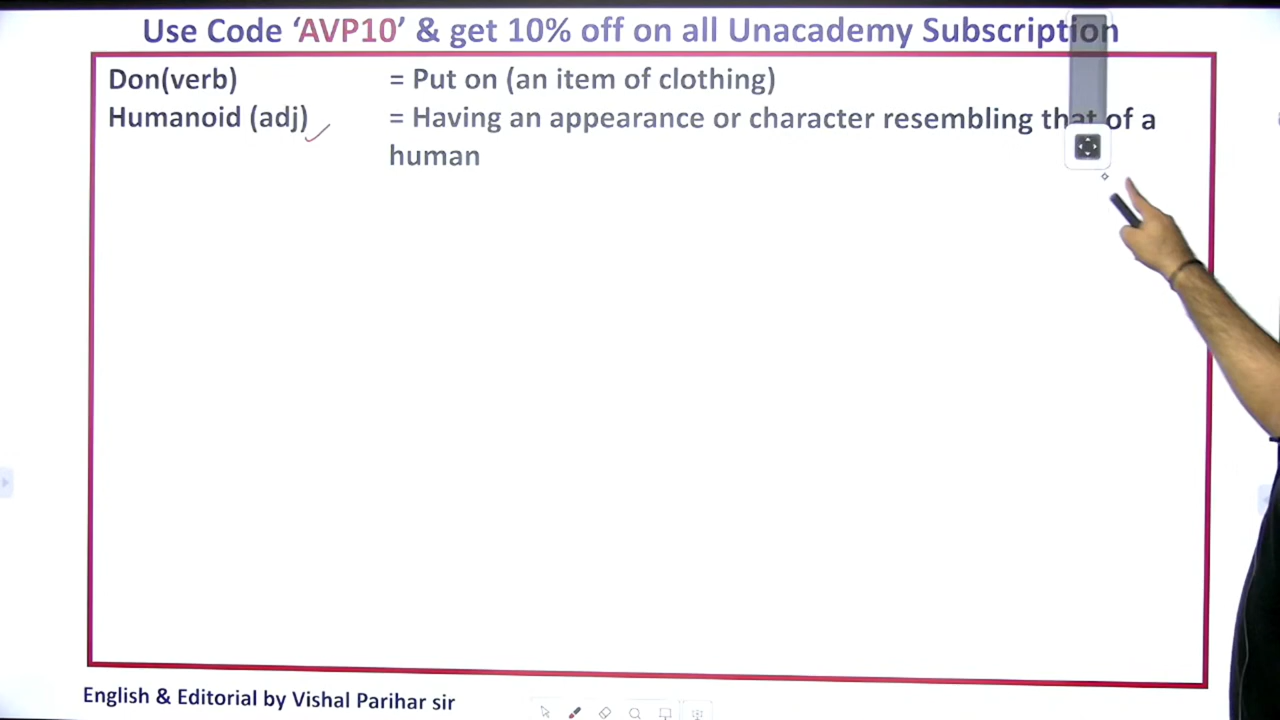 Use Code ‘AVP10’ & get 10% off on all Unacademy Subscription
Don(verb) = Put on (an item of clothing)
Humanoid (adj) = Having an appearance or character resembling that of a
human
English & Editorial by Vishal Parihar sir